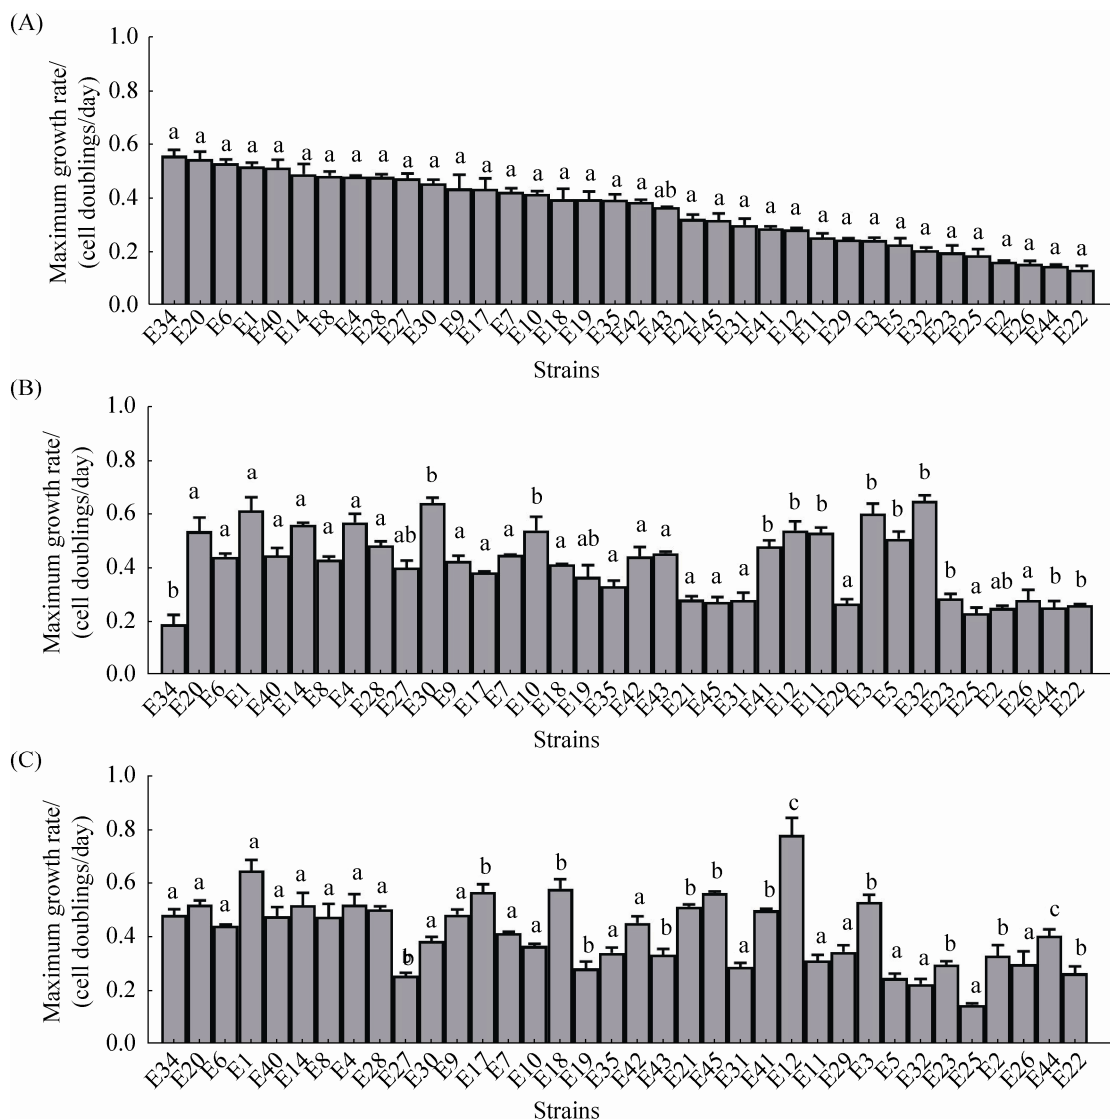 (A)
Maximum growth rate/
(cell doublings/day)
1.0
0.8
0.6
0.4
0.2
0.0
a a a a a a a a a a a a a a a a a a a ab a a a a a a a a a a a a a a a a
E34 E20 E6 E1 E40 E14 E8 E4 E28 E27 E30 E9 E17 E7 E10 E18 E19 E35 E42 E43 E21 E45 E31 E41 E12 E11 E29 E3 E5 E32 E23 E25 E2 E26 E44 E22
Strains
(B)
Maximum growth rate/
(cell doublings/day)
1.0
0.8
0.6
0.4
0.2
0.0
b a a a a a a a a ab b a a a b a ab a a a a a a b b b a b b b b a ab a b b
E34 E20 E6 E1 E40 E14 E8 E4 E28 E27 E30 E9 E17 E7 E10 E18 E19 E35 E42 E43 E21 E45 E31 E41 E12 E11 E29 E3 E5 E32 E23 E25 E2 E26 E44 E22
Strains
(C)
Maximum growth rate/
(cell doublings/day)
1.0
0.8
0.6
0.4
0.2
0.0
a a a a a a a a a b a a b a a b b a a b b b a b c a a b a a b a b a c b
E34 E20 E6 E1 E40 E14 E8 E4 E28 E27 E30 E9 E17 E7 E10 E18 E19 E35 E42 E43 E21 E45 E31 E41 E12 E11 E29 E3 E5 E32 E23 E25 E2 E26 E44 E22
Strains